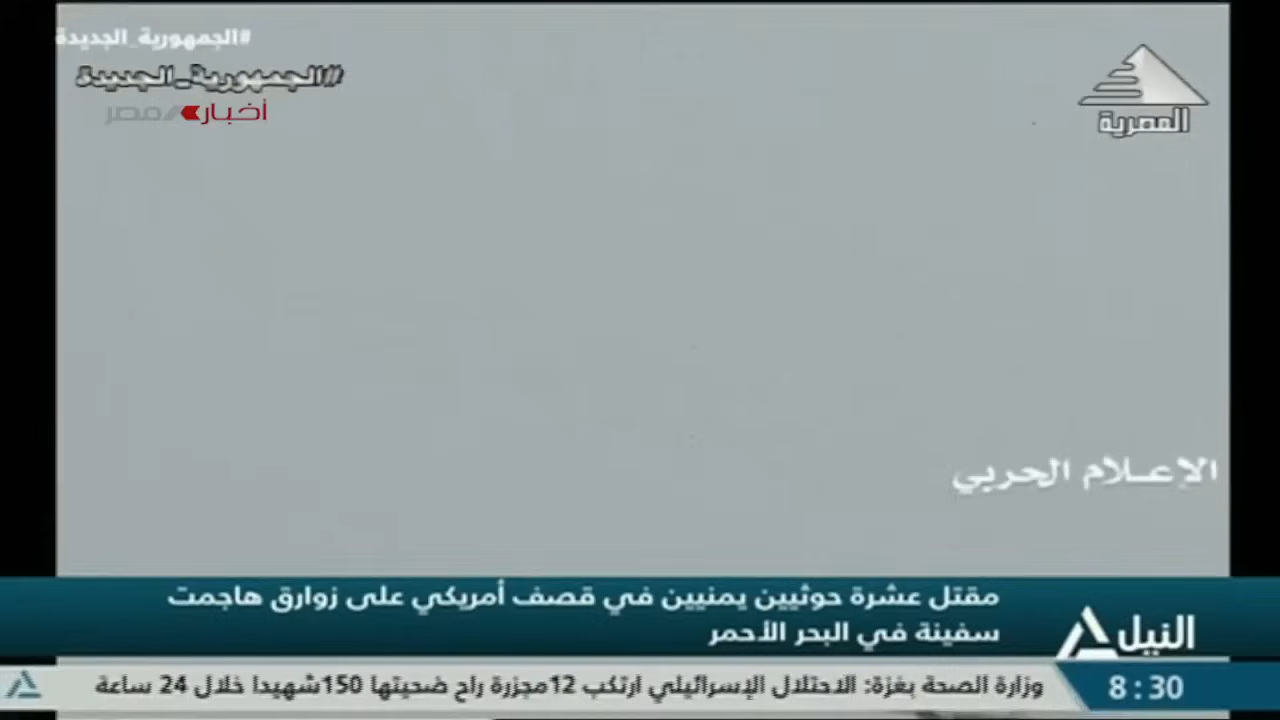 #الجمهورية_الجديدة
#الجمهورية_الجديدة
أخبار مصر
المصرية
الإعلام الحربي
مقتل عشرة حوثيين يمنيين في قصف أمريكي على زوارق هاجمت
سفينة في البحر الأحمر
النيل
وزارة الصحة بغزة: الاحتلال الإسرائيلي ارتكب 12مجزرة راح ضحيتها 150شهيدا خلال 24 ساعة
8:30